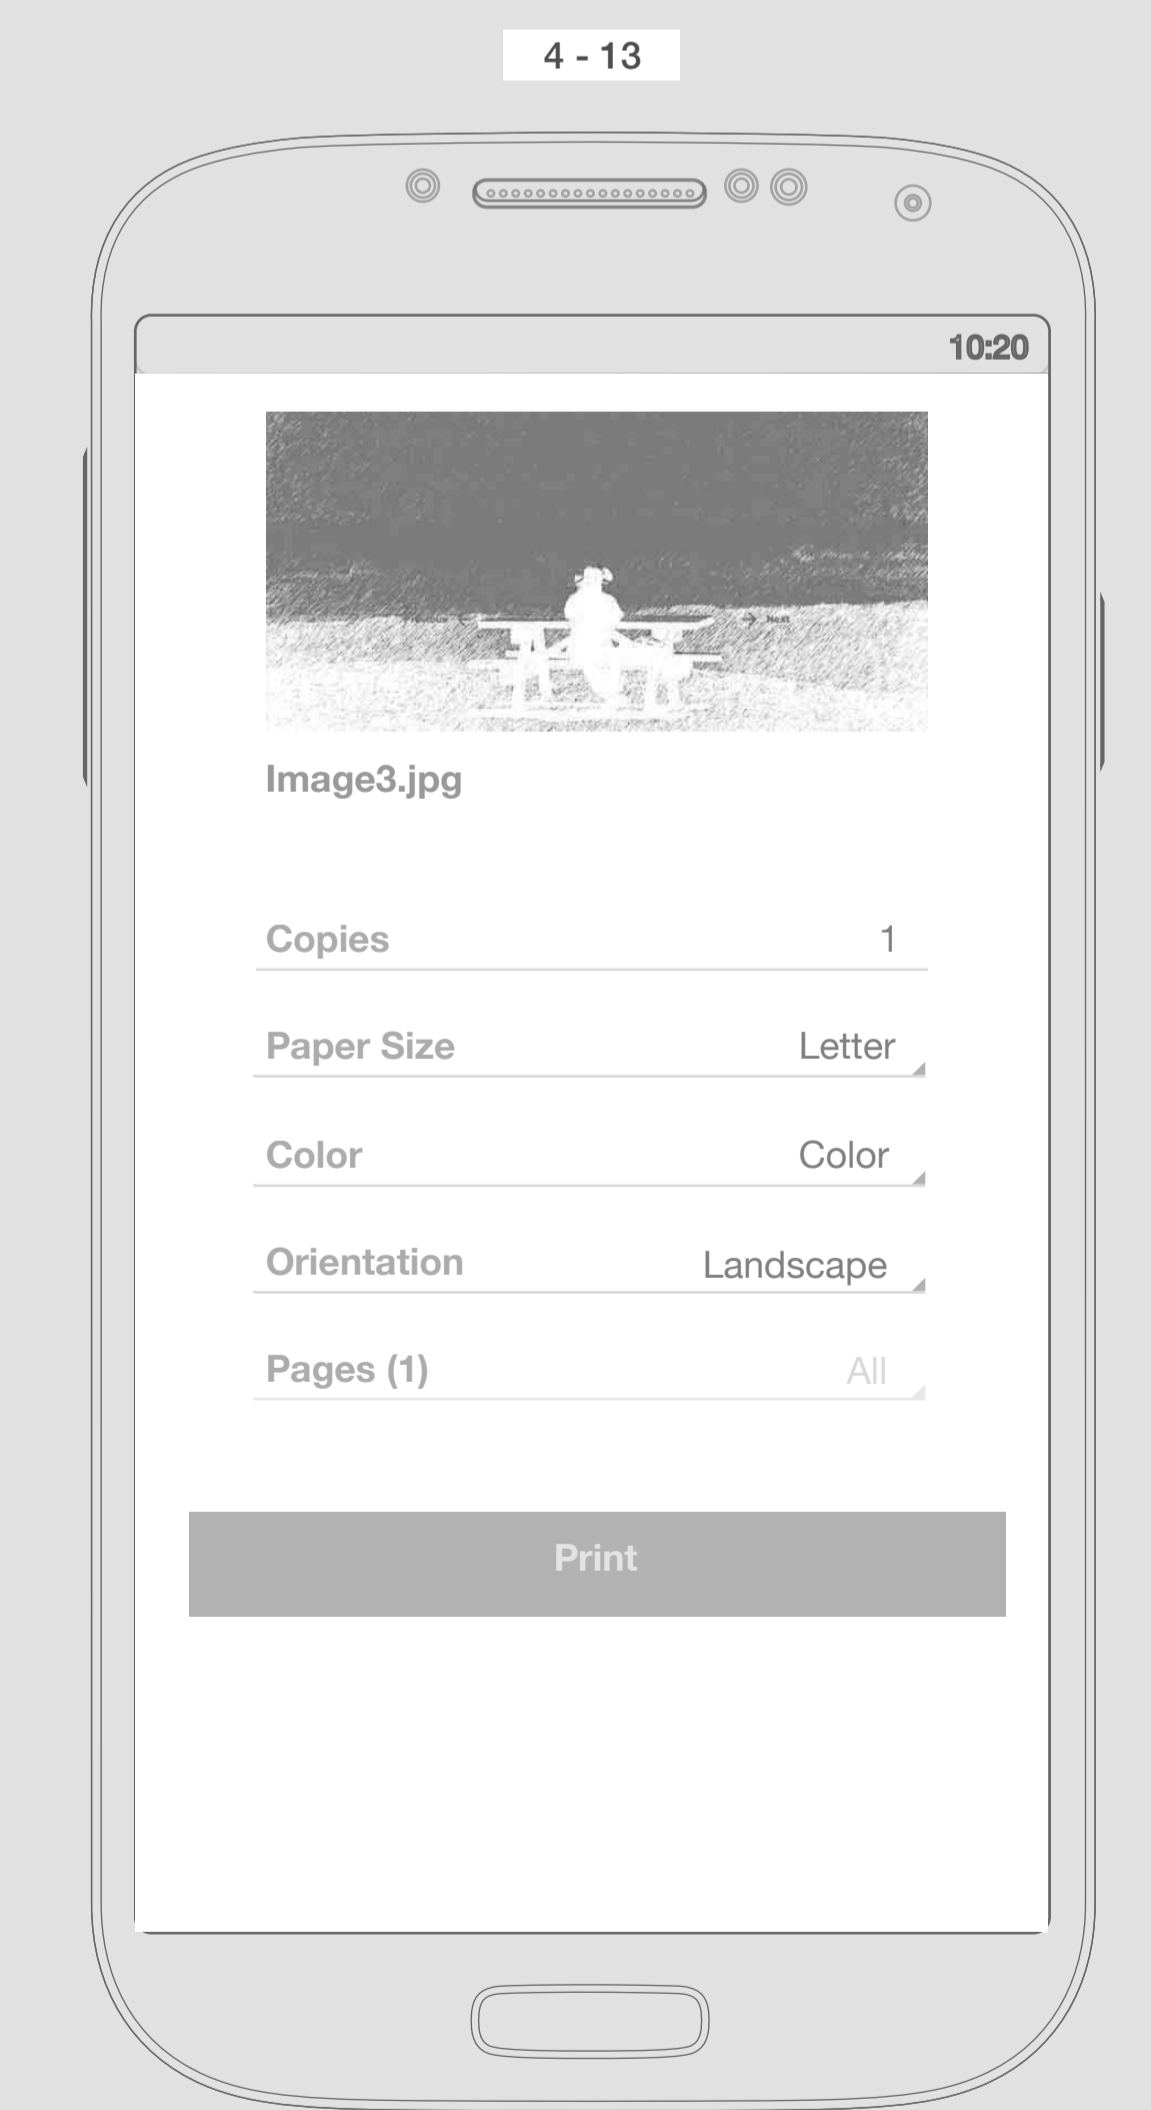 4 - 13
10:20
Next
Image3.jpg
Copies 1
Paper Size Letter
Color Color
Orientation Landscape
Pages (1) All
Print